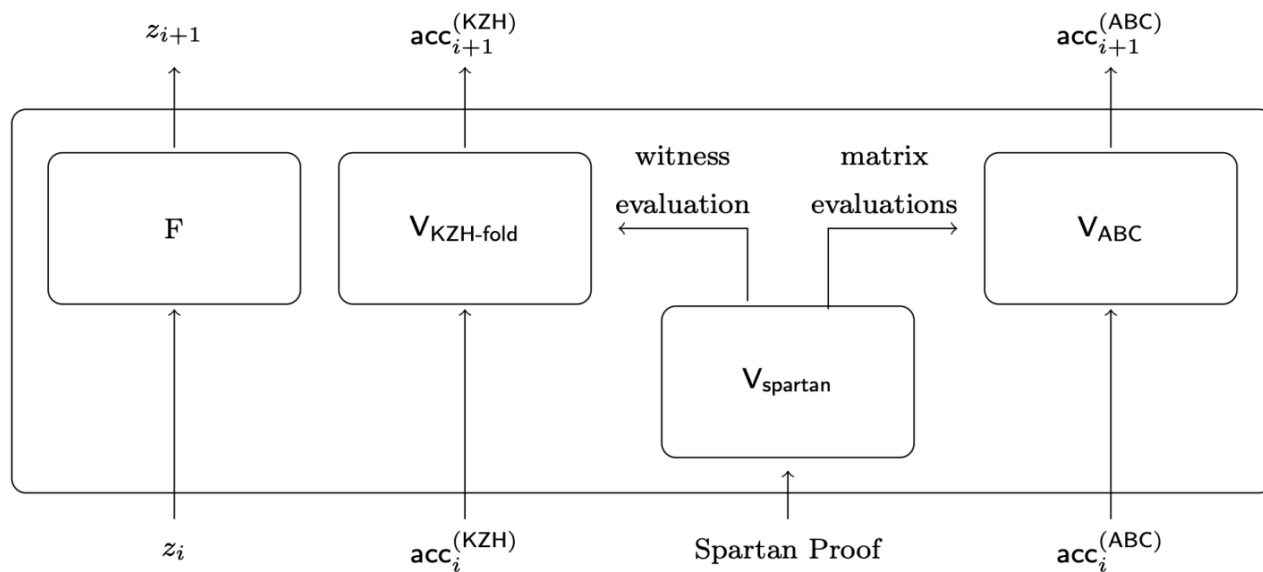 z_{i+1} acc_{i+1}^{(KZH)} acc_{i+1}^{(ABC)}
witness matrix
evaluation evaluations
F V_{KZH-fold} V_{ABC}
V_{spartan}
z_i acc_i^{(KZH)} Spartan Proof acc_i^{(ABC)}